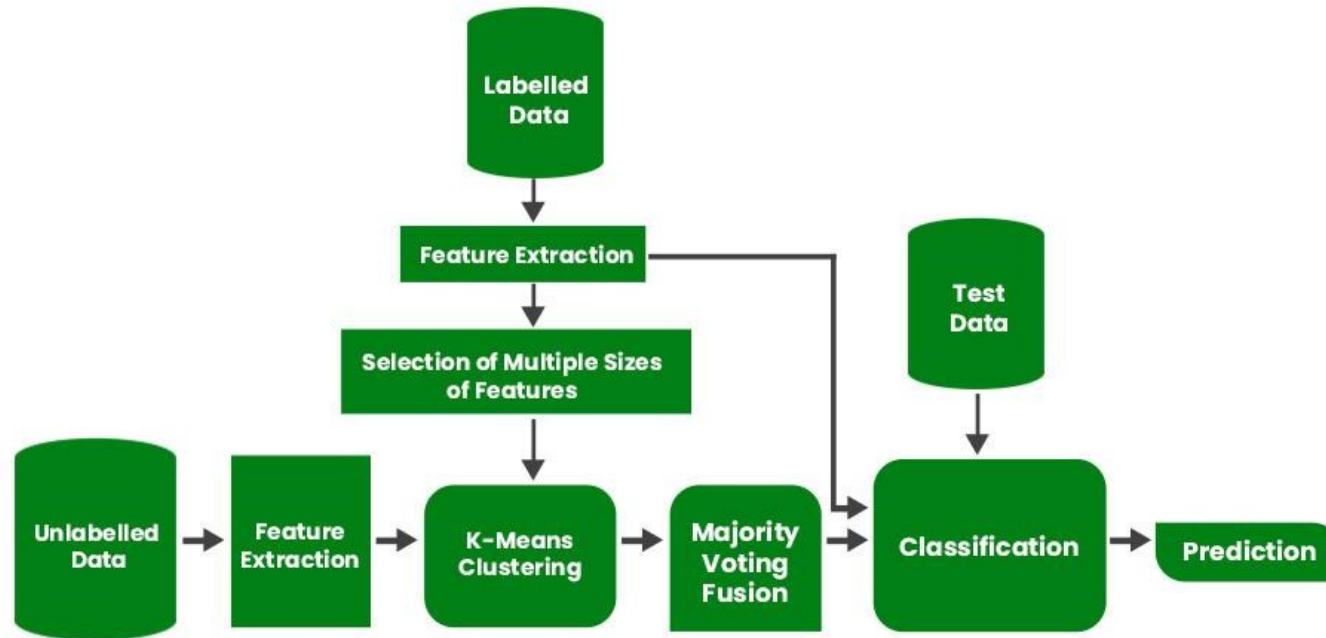 Labelled
Data
Feature Extraction
Selection of Multiple Sizes
of Features
Test
Data
Unlabelled
Data
Feature
Extraction
K-Means
Clustering
Majority
Voting
Fusion
Classification
Prediction